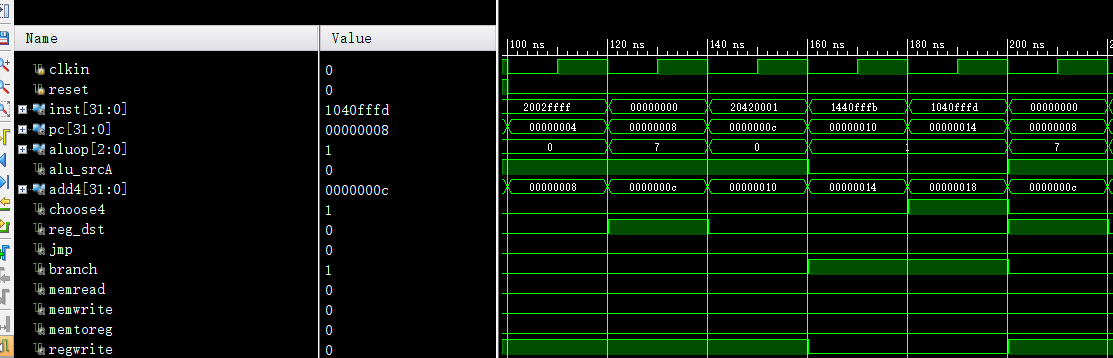 Name Value 100 ns 120 ns 140 ns 160 ns 180 ns 200 ns
clkin 0
reset 0
inst[31:0] 1040fffd 2002ffff 00000000 20420001 1440fffb 1040fffd 00000000
pc[31:0] 00000008 00000004 00000008 0000000c 00000010 00000014 00000008
aluop[2:0] 1 0 7 0 1 7
alu_srcA 0
add4[31:0] 0000000c 00000008 0000000c 00000010 00000014 00000018 0000000c
choose4 1
reg_dst 0
jmp 0
branch 1
memread 0
memwrite 0
memtoreg 0
regwrite 0